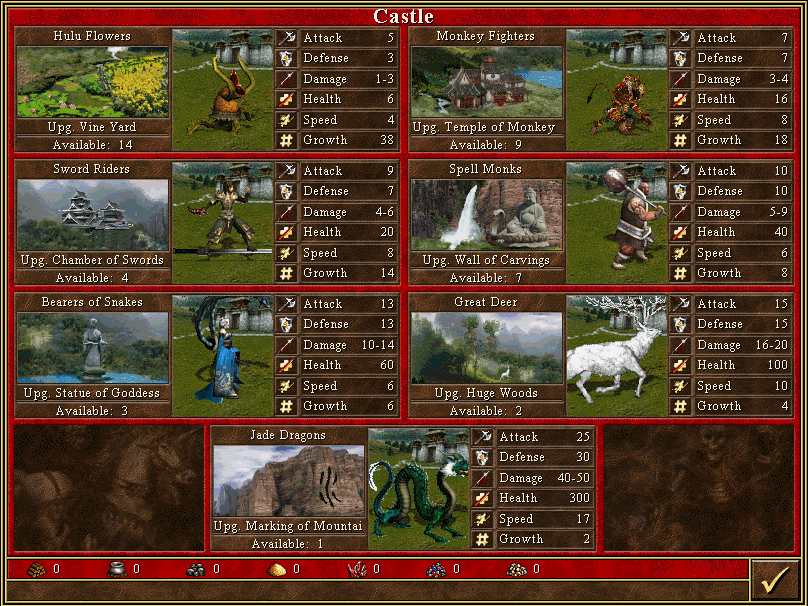 Castle
Hulu Flowers
Upg. Vine Yard
Available: 14
Attack 5
Defense 3
Damage 1-3
Health 6
Speed 4
Growth 38
Monkey Fighters
Upg. Temple of Monkey
Available: 9
Attack 7
Defense 7
Damage 3-4
Health 16
Speed 8
Growth 18
Sword Riders
Upg. Chamber of Swords
Available: 4
Attack 9
Defense 7
Damage 4-6
Health 20
Speed 8
Growth 14
Spell Monks
Upg. Wall of Carvings
Available: 7
Attack 10
Defense 10
Damage 5-9
Health 40
Speed 6
Growth 8
Bearers of Snakes
Upg. Statue of Goddess
Available: 3
Attack 13
Defense 13
Damage 10-14
Health 60
Speed 6
Growth 6
Great Deer
Upg. Huge Woods
Available: 2
Attack 15
Defense 15
Damage 16-20
Health 100
Speed 10
Growth 4
Jade Dragons
Upg. Marking of Mountai
Available: 1
Attack 25
Defense 30
Damage 40-50
Health 300
Speed 17
Growth 2
0 0 0 0 0 0 0